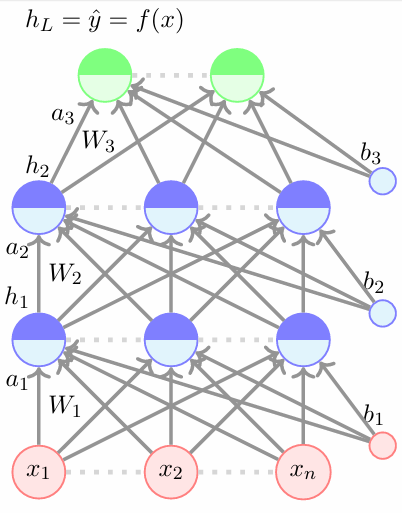 h_L = ŷ = f(x)
a_3
W_3
b_3
h_2
a_2
W_2
b_2
h_1
a_1
W_1
b_1
x_1 x_2 x_n